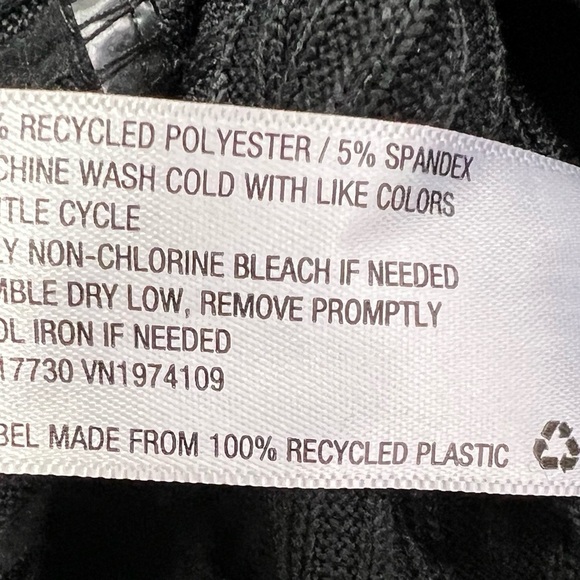 % RECYCLED POLYESTER / 5% SPANDEX
CHINE WASH COLD WITH LIKE COLORS
TLE CYCLE
LY NON-CHLORINE BLEACH IF NEEDED
MBLE DRY LOW, REMOVE PROMPTLY
OL IRON IF NEEDED
17730 VN1974109
BEL MADE FROM 100% RECYCLED PLASTIC